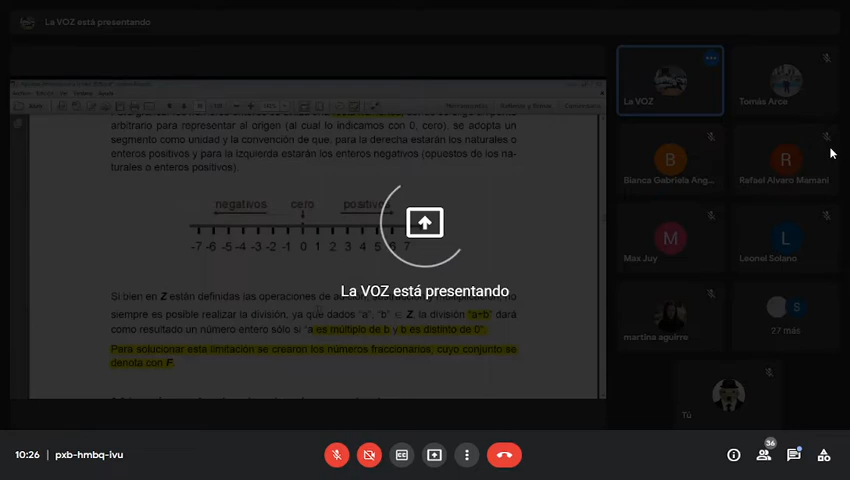 La VOZ está presentando
arbitrario para representar al origen (al cual lo indicamos con 0, cero), se adopta un
segmento como unidad y la convención de que, para la derecha estarán los naturales o
enteros positivos y para la izquierda estarán los enteros negativos (opuestos de los na-
turales o enteros positivos).
negativos cero positivos
-7 -6 -5 -4 -3 -2 -1 0 1 2 3 4 5 6 7
La VOZ está presentando
Si bien en Z están definidas las operaciones de adición, sustracción y multiplicación, no
siempre es posible realizar la división, ya que dados "a", "b" ∈ Z, la división "a÷b" dará
como resultado un número entero sólo si "a es múltiplo de b y b es distinto de 0".
Para solucionar esta limitación se crearon los números fraccionarios, cuyo conjunto se
denota con F.
La VOZ
Tomás Arce
B
R
Bianca Gabriela Ang...
Rafael Alvaro Mamani
M
L
Max Juy
Leonel Solano
S
martina aguirre
27 más
Tú
10:26 pxb-hmbq-ivu
36